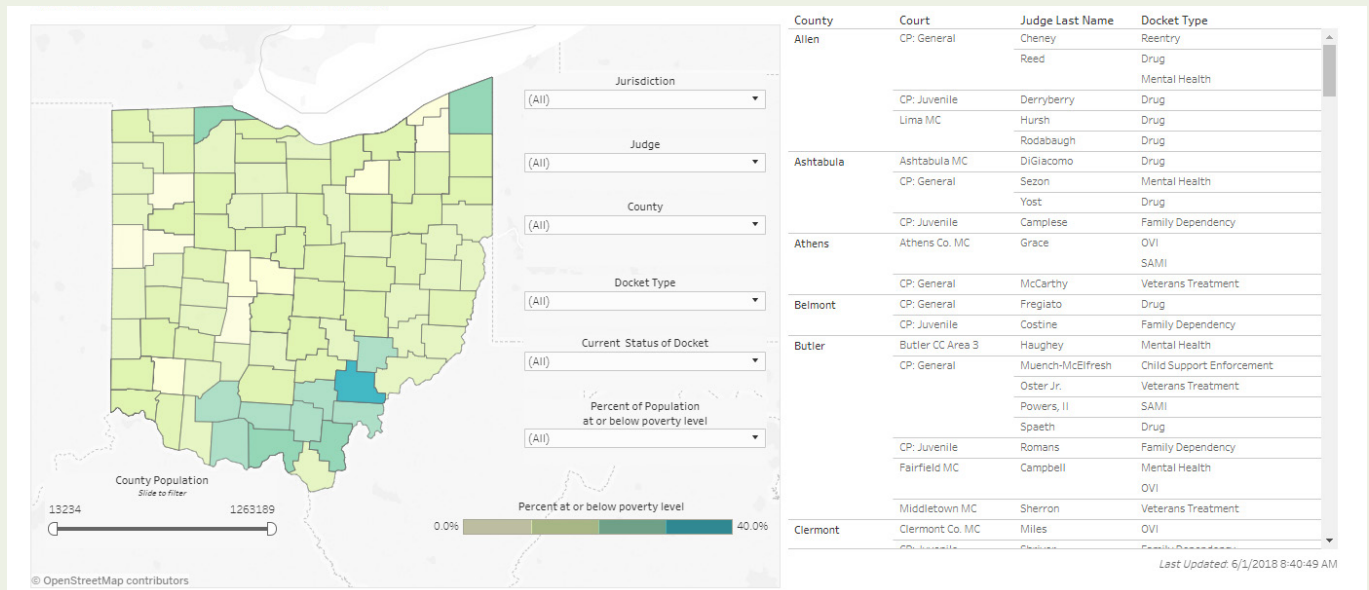 Jurisdiction
(All)
Judge
(All)
County
(All)
Docket Type
(All)
Current Status of Docket
(All)
Percent of Population
at or below poverty level
(All)
County Population
Slide to filter
13234 1263189
Percent at or below poverty level
0.0% 40.0%
© OpenStreetMap contributors
County Court Judge Last Name Docket Type
Allen CP: General Cheney Reentry
Reed Drug
Mental Health
CP: Juvenile Derryberry Drug
Lima MC Hursh Drug
Rodabaugh Drug
Ashtabula Ashtabula MC DiGiacomo Drug
CP: General Sezon Mental Health
Yost Drug
CP: Juvenile Camplese Family Dependency
Athens Athens Co. MC Grace OVI
SAMI
CP: General McCarthy Veterans Treatment
Belmont CP: General Fregiato Drug
CP: Juvenile Costine Family Dependency
Butler Butler CC Area 3 Haughey Mental Health
CP: General Muench-McElfresh Child Support Enforcement
Oster Jr. Veterans Treatment
Powers, II SAMI
Spaeth Drug
CP: Juvenile Romans Family Dependency
Fairfield MC Campbell Mental Health
OVI
Middletown MC Sherron Veterans Treatment
Clermont Clermont Co. MC Miles OVI
Last Updated: 6/1/2018 8:40:49 AM